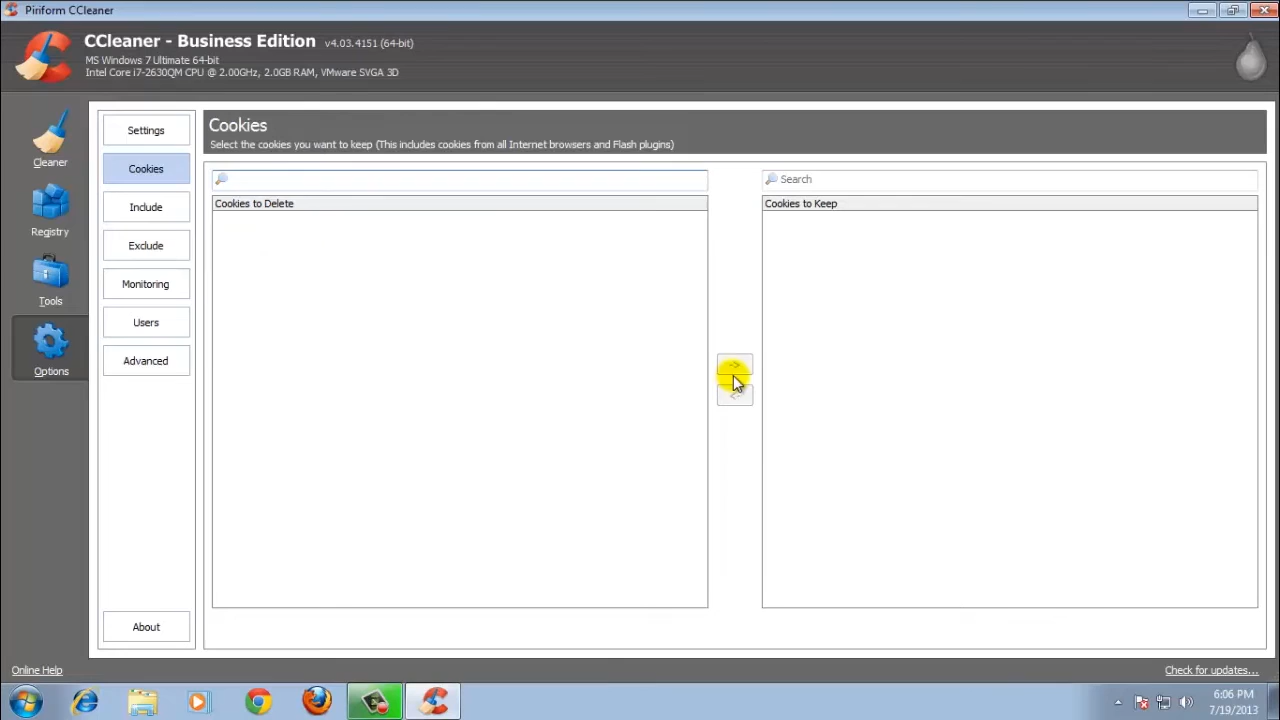 Piriform CCleaner
CCleaner - Business Edition v4.03.4151 (64-bit)
MS Windows 7 Ultimate 64-bit
Intel Core i7-2630QM CPU @ 2.00GHz, 2.0GB RAM, VMware SVGA 3D
Cleaner
Registry
Tools
Options
Settings
Cookies
Include
Exclude
Monitoring
Users
Advanced
About
Cookies
Select the cookies you want to keep (This includes cookies from all Internet browsers and Flash plugins)
Search
Cookies to Delete
Cookies to Keep
->
<-
Online Help
Check for updates...
6:06 PM
7/19/2013